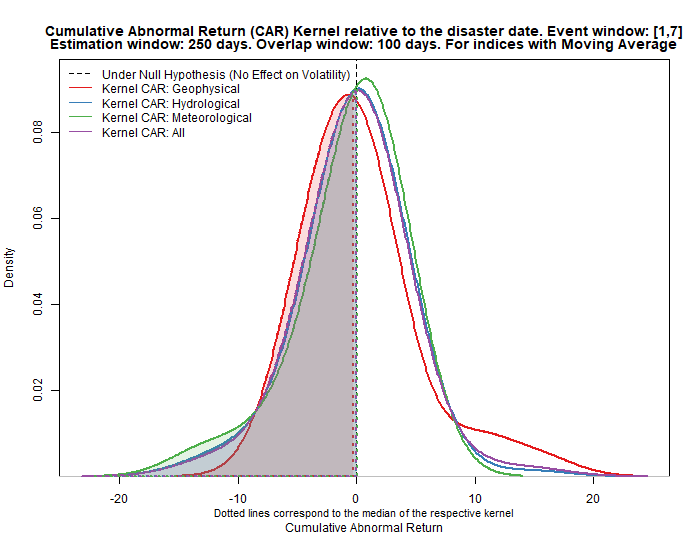 Cumulative Abnormal Return (CAR) Kernel relative to the disaster date. Event window: [1,7]
Estimation window: 250 days. Overlap window: 100 days. For indices with Moving Average
Under Null Hypothesis (No Effect on Volatility)
Kernel CAR: Geophysical
Kernel CAR: Hydrological
Kernel CAR: Meteorological
Kernel CAR: All
Density
0.08
0.06
0.04
0.02
-20 -10 0 10 20
Dotted lines correspond to the median of the respective kernel
Cumulative Abnormal Return